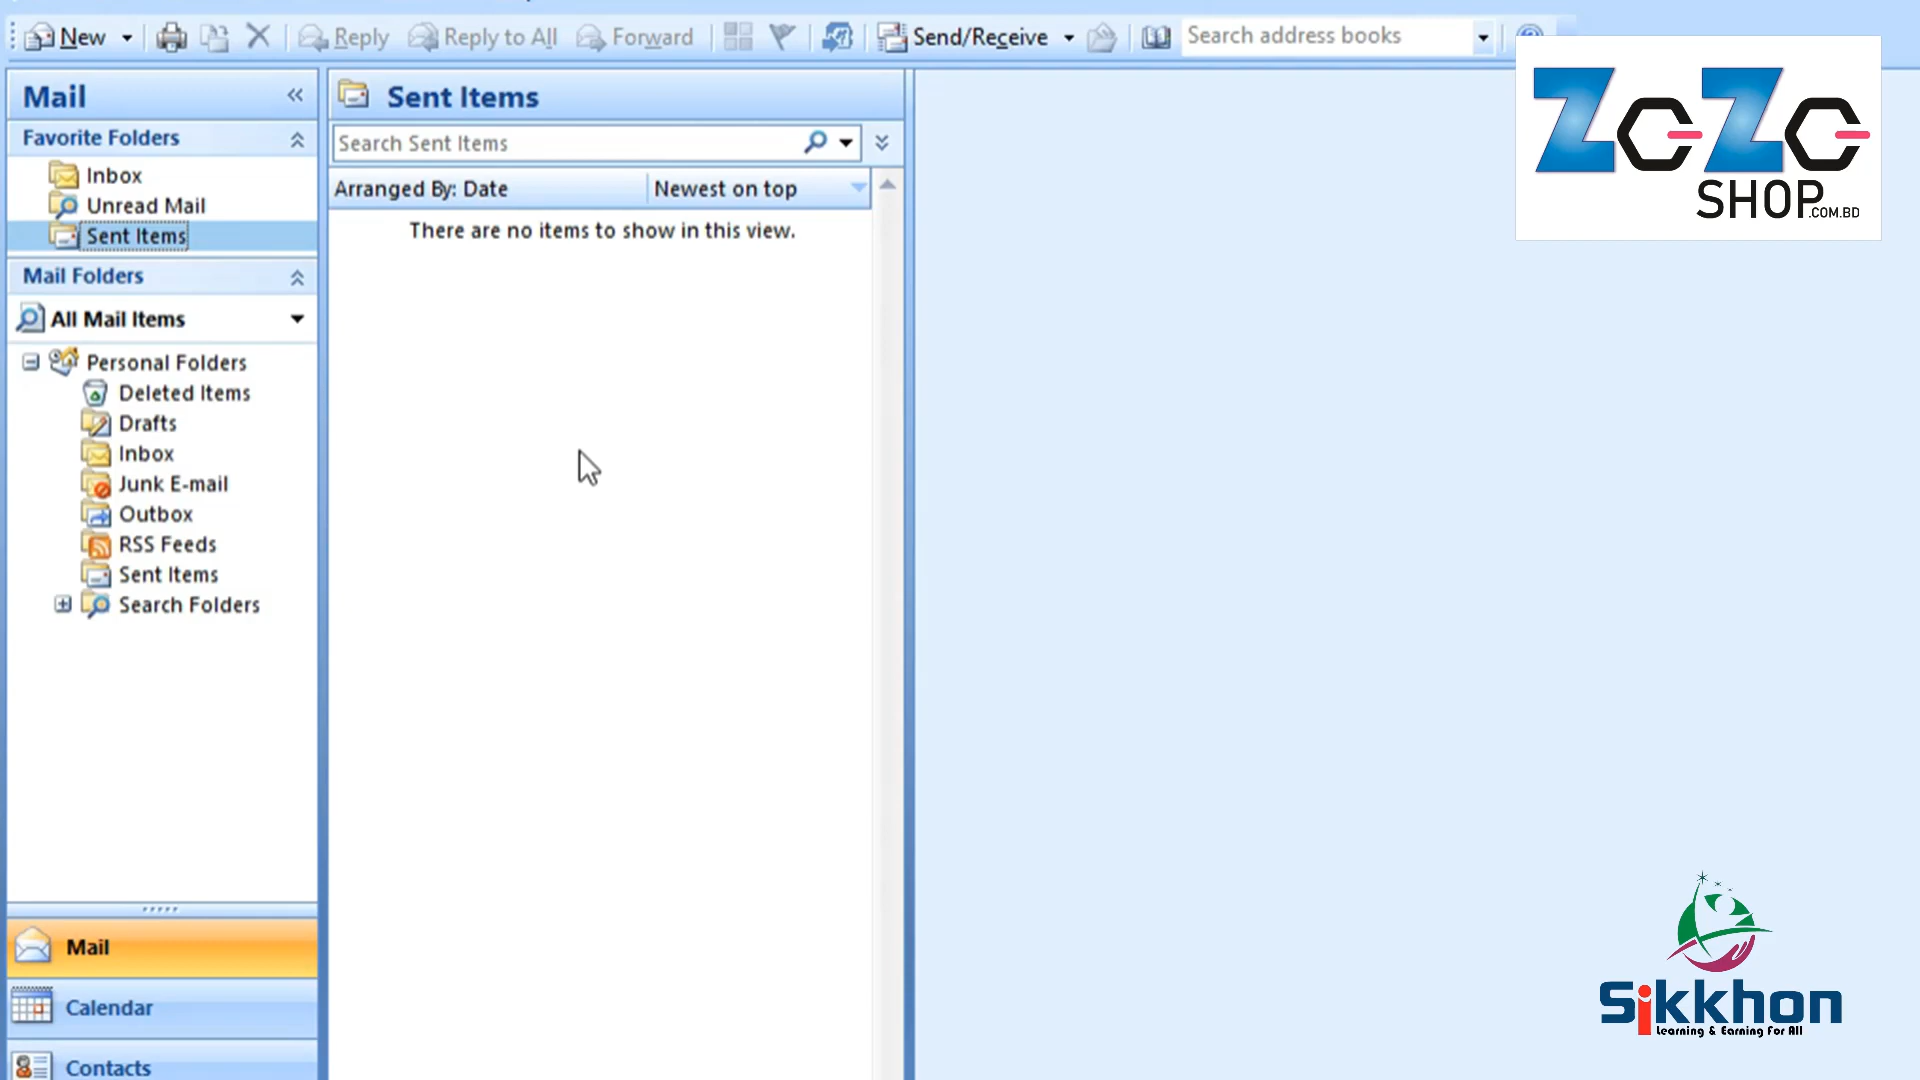 New
Reply
Reply to All
Forward
Send/Receive
Search address books
Mail
Favorite Folders
Inbox
Unread Mail
Sent Items
Mail Folders
All Mail Items
Personal Folders
Deleted Items
Drafts
Inbox
Junk E-mail
Outbox
RSS Feeds
Sent Items
Search Folders
Mail
Calendar
Contacts
Sent Items
Search Sent Items
Arranged By: Date
Newest on top
There are no items to show in this view.
ZoZo
SHOP.COM.BD
Sikkhon
Learning & Earning For All